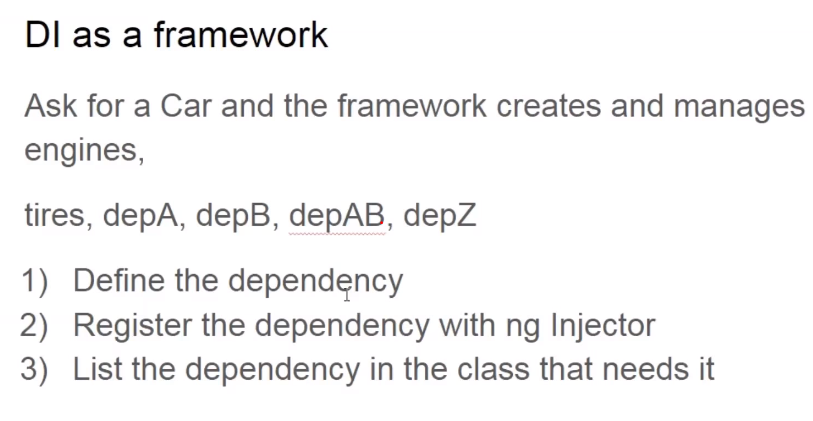 DI as a framework
Ask for a Car and the framework creates and manages
engines,
tires, depA, depB, depAB, depZ
1) Define the dependency
2) Register the dependency with ng Injector
3) List the dependency in the class that needs it